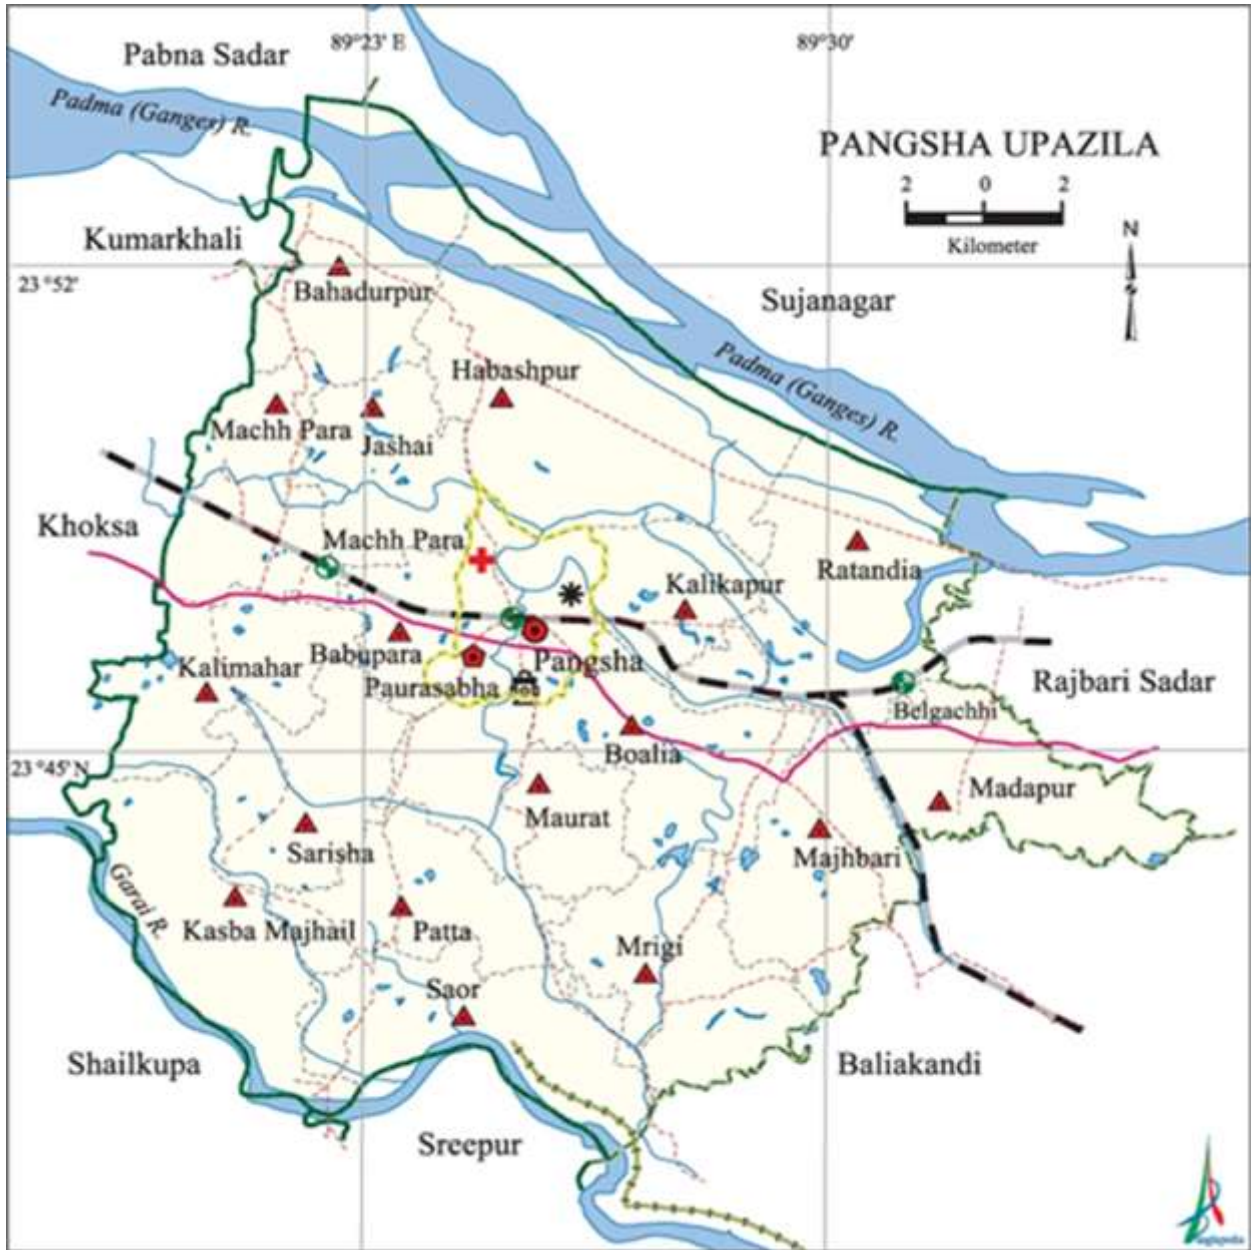 89°23' E
89°30'
Pabna Sadar
Padma (Ganges) R.
PANGSHA UPAZILA
2 0 2
Kilometer
N
Kumarkhali
23°52'
Bahadurpur
Sujanagar
Padma (Ganges) R.
Habashpur
Machh Para
Jashai
Khoksa
Machh Para
Ratandia
Kalikapur
Babupara
Pangsha
Kalimahar
Paurasabha
Rajbari Sadar
Belgachhi
Boalia
23°45' N
Madapur
Maurat
Sarisha
Majhbari
Garai R.
Kasba Majhail
Patta
Mrigi
Saor
Shailkupa
Baliakandi
Sreepur